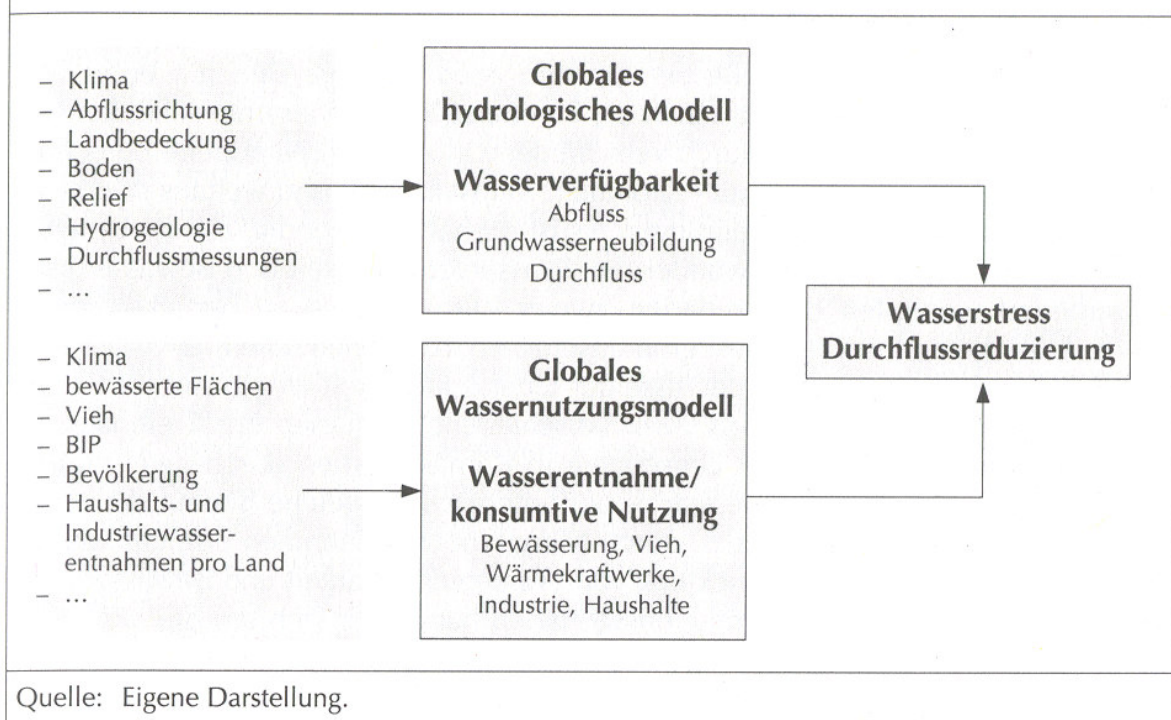 – Klima
– Abflussrichtung
– Landbedeckung
– Boden
– Relief
– Hydrogeologie
– Durchflussmessungen
– ...
Globales
hydrologisches Modell
Wasserverfügbarkeit
Abfluss
Grundwasserneubildung
Durchfluss
– Klima
– bewässerte Flächen
– Vieh
– BIP
– Bevölkerung
– Haushalts- und
Industriewasser-
entnahmen pro Land
– ...
Globales
Wassernutzungsmodell
Wasserentnahme/
konsumtive Nutzung
Bewässerung, Vieh,
Wärmekraftwerke,
Industrie, Haushalte
Wasserstress
Durchflussreduzierung
Quelle: Eigene Darstellung.